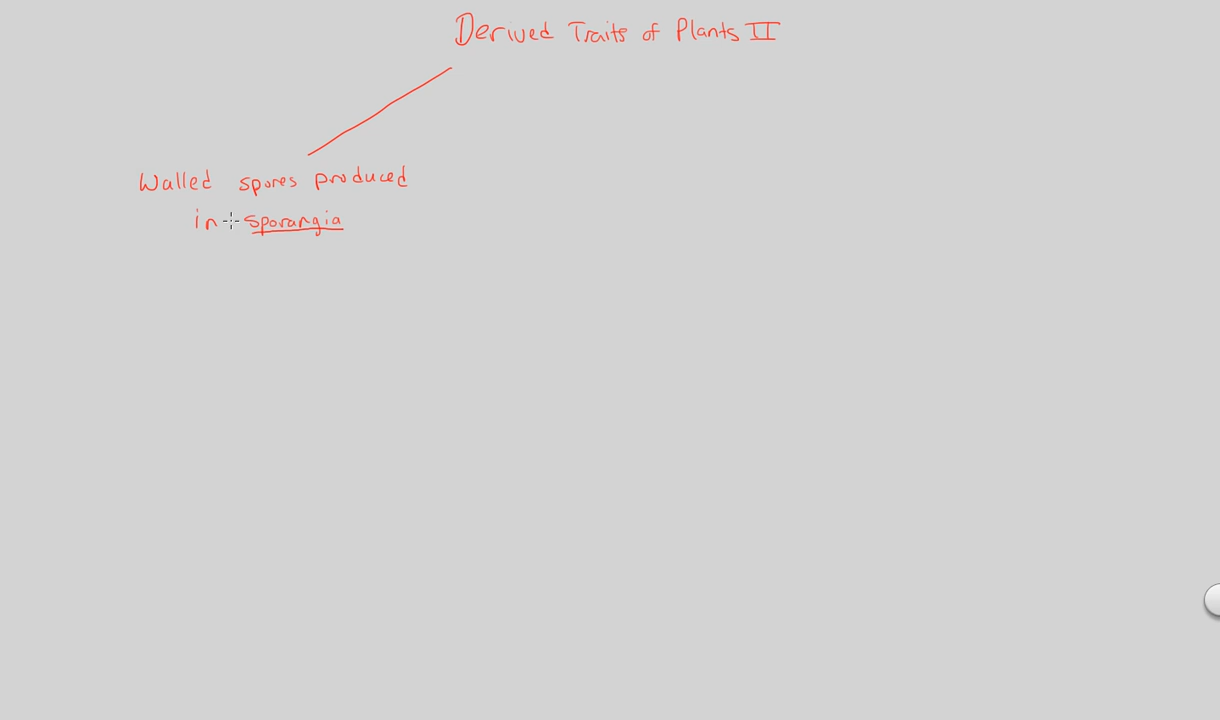 Derived Traits of Plants II
Walled spores produced
in sporangia